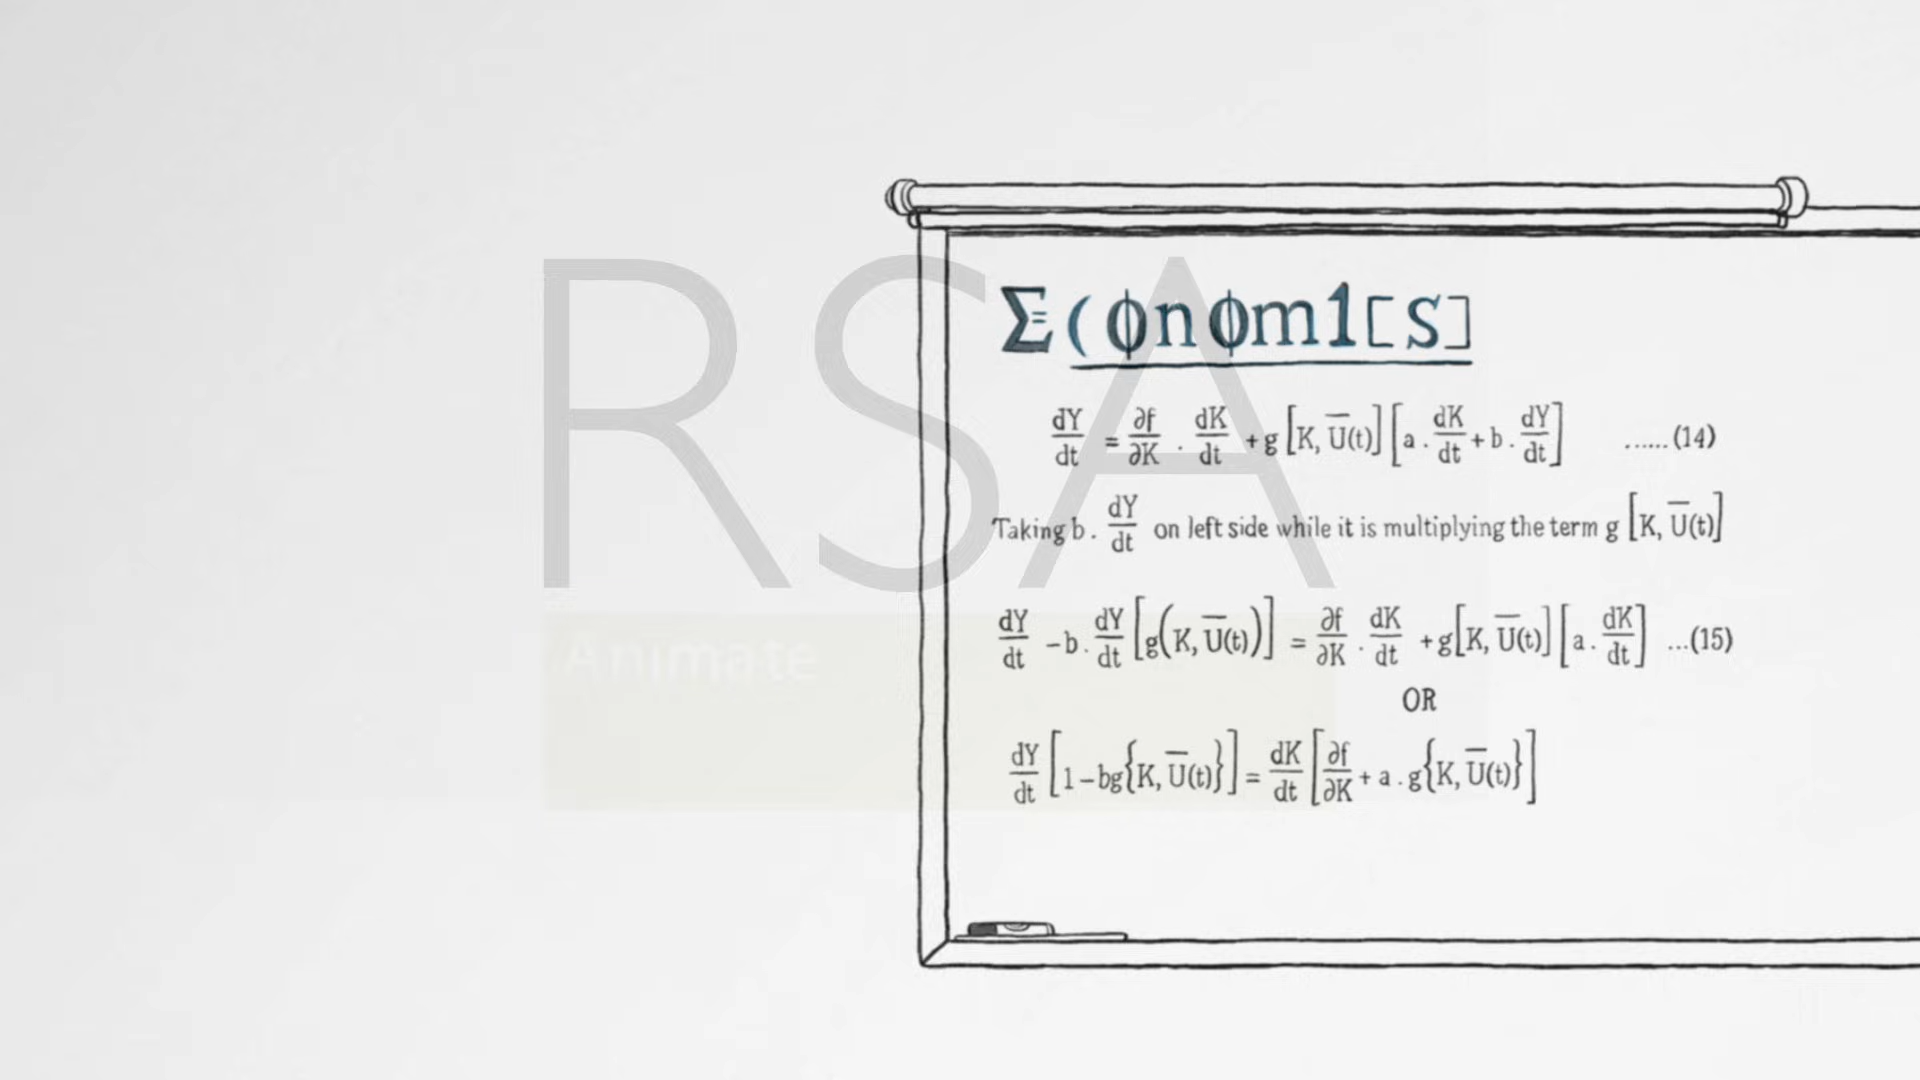 RSA
Animate
Σ(φnφm1[S]
dY/dt = ∂f/∂K . dK/dt + g [K, U̅(t)] [a . dK/dt + b . dY/dt] ......(14)
Taking b . dY/dt on left side while it is multiplying the term g [K, U̅(t)]
dY/dt – b . dY/dt [g(K, U̅(t))] = ∂f/∂K . dK/dt + g[K, U̅(t)] [a . dK/dt] ...(15)
OR
dY/dt [1 – bg{K, U̅(t)}] = dK/dt [∂f/∂K + a . g{K, U̅(t)}]